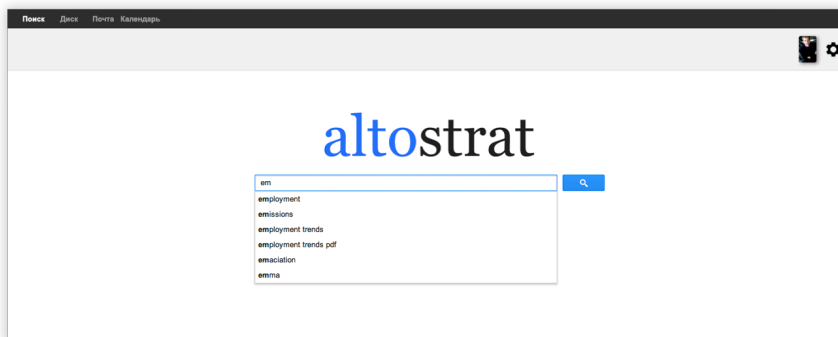 Поиск Диск Почта Календарь
altostrat
em
employment
emissions
employment trends
employment trends pdf
emaciation
emma